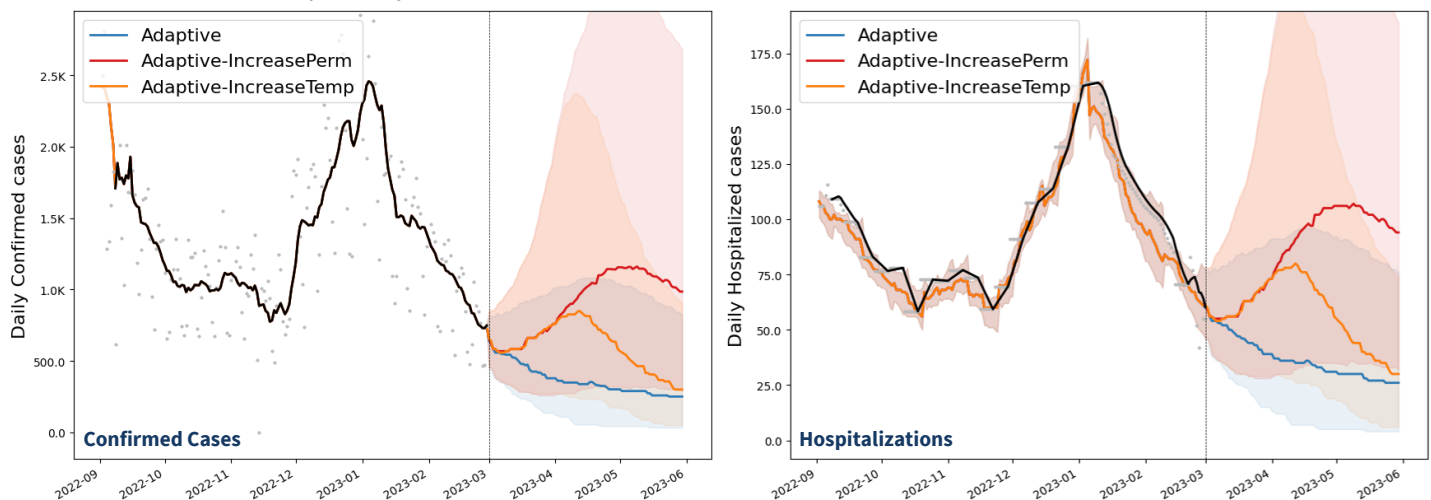 Adaptive
Adaptive-IncreasePerm
Adaptive-IncreaseTemp
Daily Confirmed cases
2.5K
2.0K
1.5K
1.0K
500.0
0.0
Confirmed Cases
2022-09
2022-10
2022-11
2022-12
2023-01
2023-02
2023-03
2023-04
2023-05
2023-06
Adaptive
Adaptive-IncreasePerm
Adaptive-IncreaseTemp
Daily Hospitalized cases
175.0
150.0
125.0
100.0
75.0
50.0
25.0
0.0
Hospitalizations
2022-09
2022-10
2022-11
2022-12
2023-01
2023-02
2023-03
2023-04
2023-05
2023-06